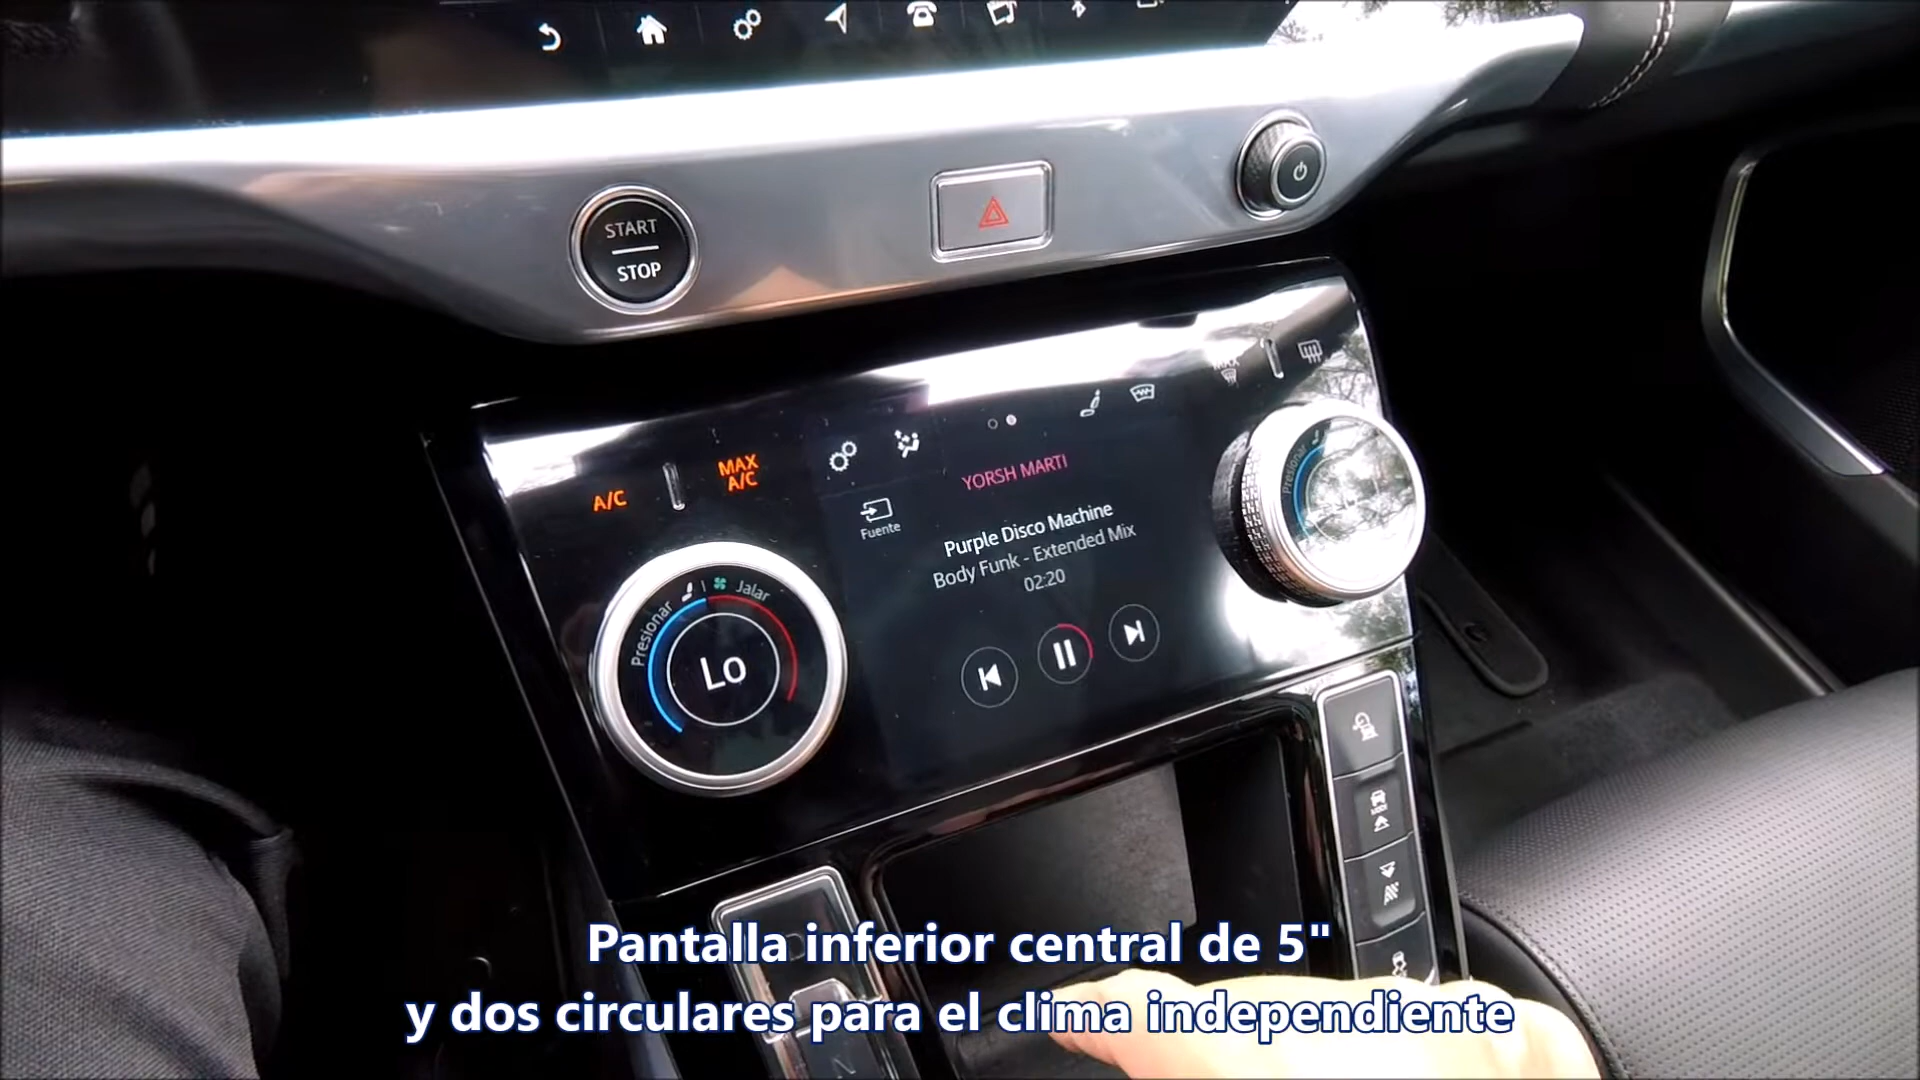 START
STOP
A/C
MAX
A/C
YORSH MARTI
Fuente
Purple Disco Machine
Body Funk - Extended Mix
02:20
Presionar
Jalar
Lo
Presionar
MAX
N
Pantalla inferior central de 5"
y dos circulares para el clima independiente